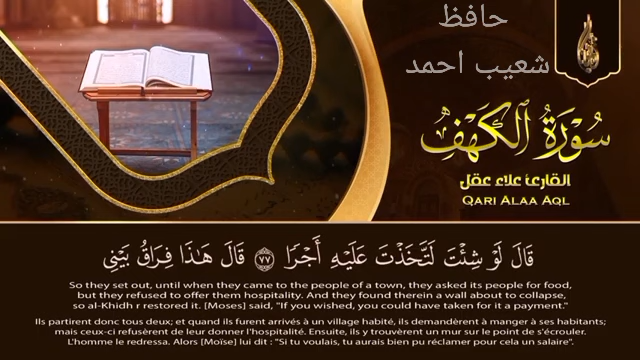 حافظ
شعيب احمد
سُورَةُ الكَهْفِ
القارئ علاء عقل
QARI ALAA AQL
قَالَ لَوْ شِئْتَ لَتَّخَذْتَ عَلَيْهِ أَجْرًا ٧٧ قَالَ هَـٰذَا فِرَاقُ بَيْنِي
So they set out, until when they came to the people of a town, they asked its people for food,
but they refused to offer them hospitality. And they found therein a wall about to collapse,
so al-Khidh r restored it. [Moses] said, "If you wished, you could have taken for it a payment."
Ils partirent donc tous deux; et quand ils furent arrivés à un village habité, ils demandèrent à manger à ses habitants;
mais ceux-ci refusèrent de leur donner l'hospitalité. Ensuite, ils y trouvèrent un mur sur le point de s'écrouler.
L'homme le redressa. Alors [Moïse] lui dit : "Si tu voulais, tu aurais bien pu réclamer pour cela un salaire".